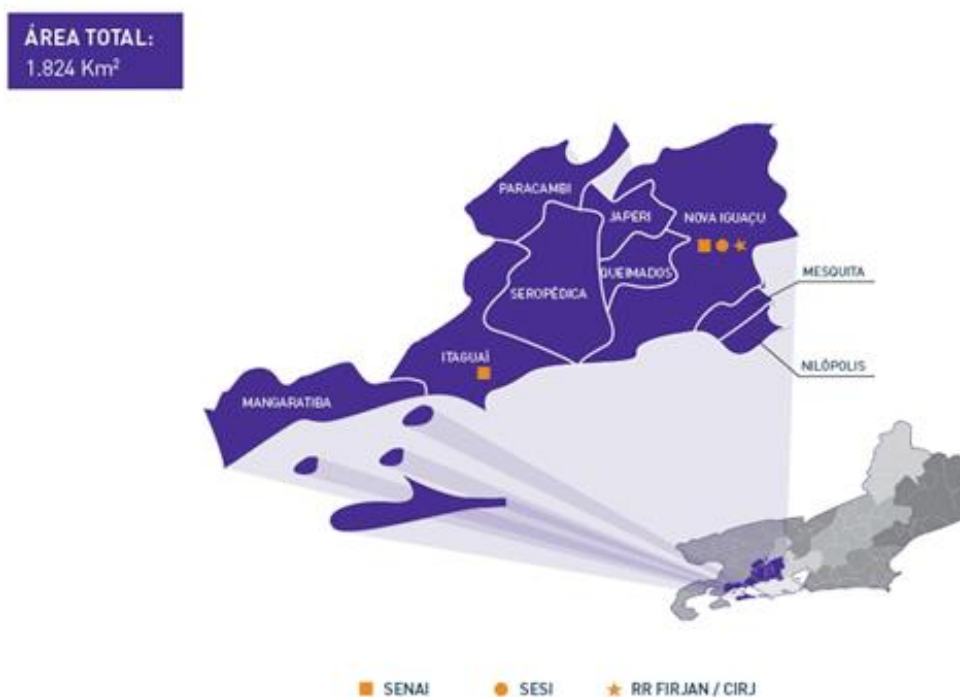 ÁREA TOTAL:
1.824 Km²
PARACAMBI
JAPERI
NOVA IGUAÇU
QUEIMADOS
MESQUITA
SEROPÉDICA
ITAGUAÍ
NILÓPOLIS
MANGARATIBA
SENAI
SESI
RR FIRJAN / CIRJ